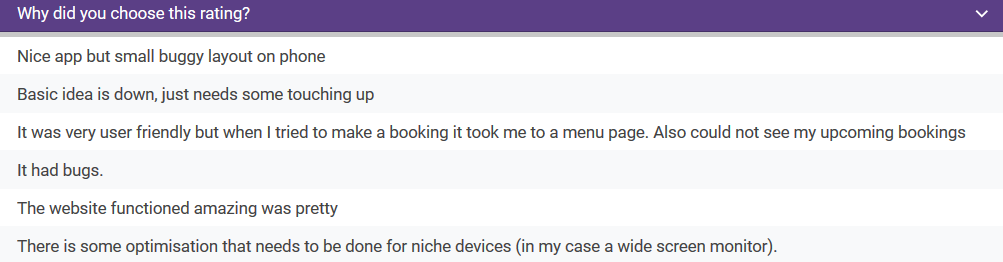 Why did you choose this rating?
Nice app but small buggy layout on phone
Basic idea is down, just needs some touching up
It was very user friendly but when I tried to make a booking it took me to a menu page. Also could not see my upcoming bookings
It had bugs.
The website functioned amazing was pretty
There is some optimisation that needs to be done for niche devices (in my case a wide screen monitor).